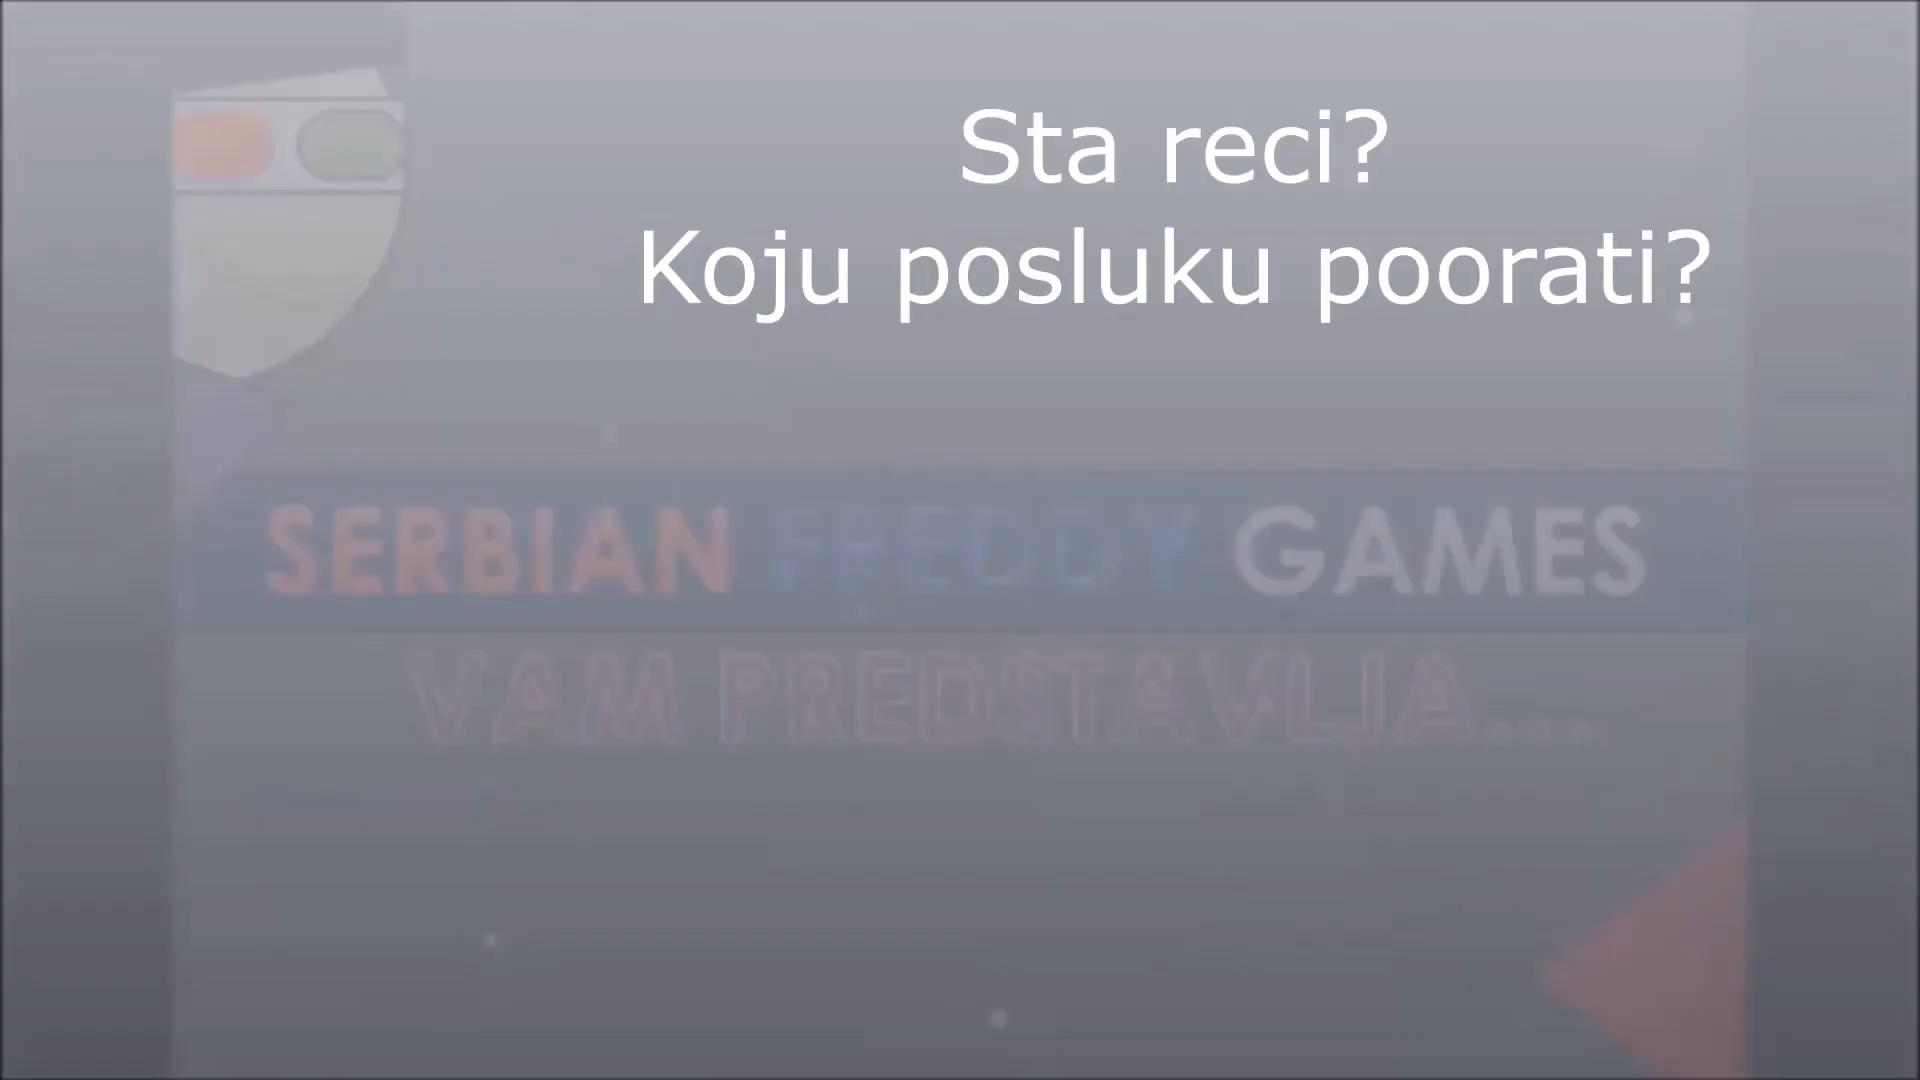 Sta reci?
Koju posluku poorati?
SERBIAN FREDDY GAMES
VAM PREDSTAVLJA....